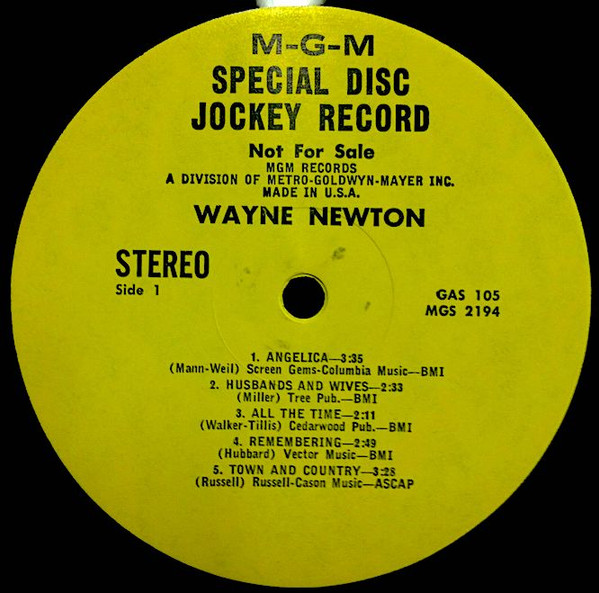 M-G-M
SPECIAL DISC
JOCKEY RECORD
Not For Sale
MGM RECORDS
A DIVISION OF METRO-GOLDWYN-MAYER INC.
MADE IN U.S.A.
WAYNE NEWTON
STEREO
Side 1
GAS 105
MGS 2194
1. ANGELICA—3:35
(Mann-Weil) Screen Gems-Columbia Music—BMI
2. HUSBANDS AND WIVES—2:33
(Miller) Tree Pub.—BMI
3. ALL THE TIME—2:11
(Walker-Tillis) Cedarwood Pub.—BMI
4. REMEMBERING—2:49
(Hubbard) Vector Music—BMI
5. TOWN AND COUNTRY—3:28
(Russell) Russell-Cason Music—ASCAP